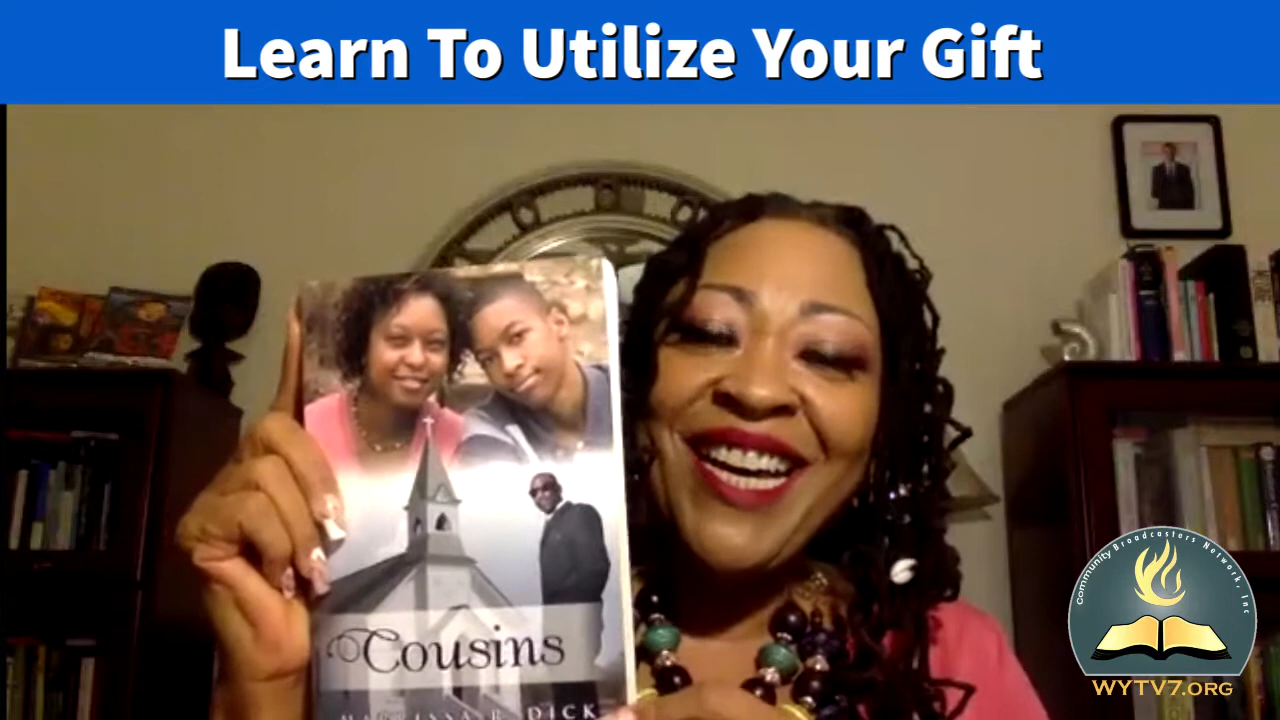 Learn To Utilize Your Gift
Cousins
DICK
Community Broadcasters Network, Inc
WYTV7.ORG